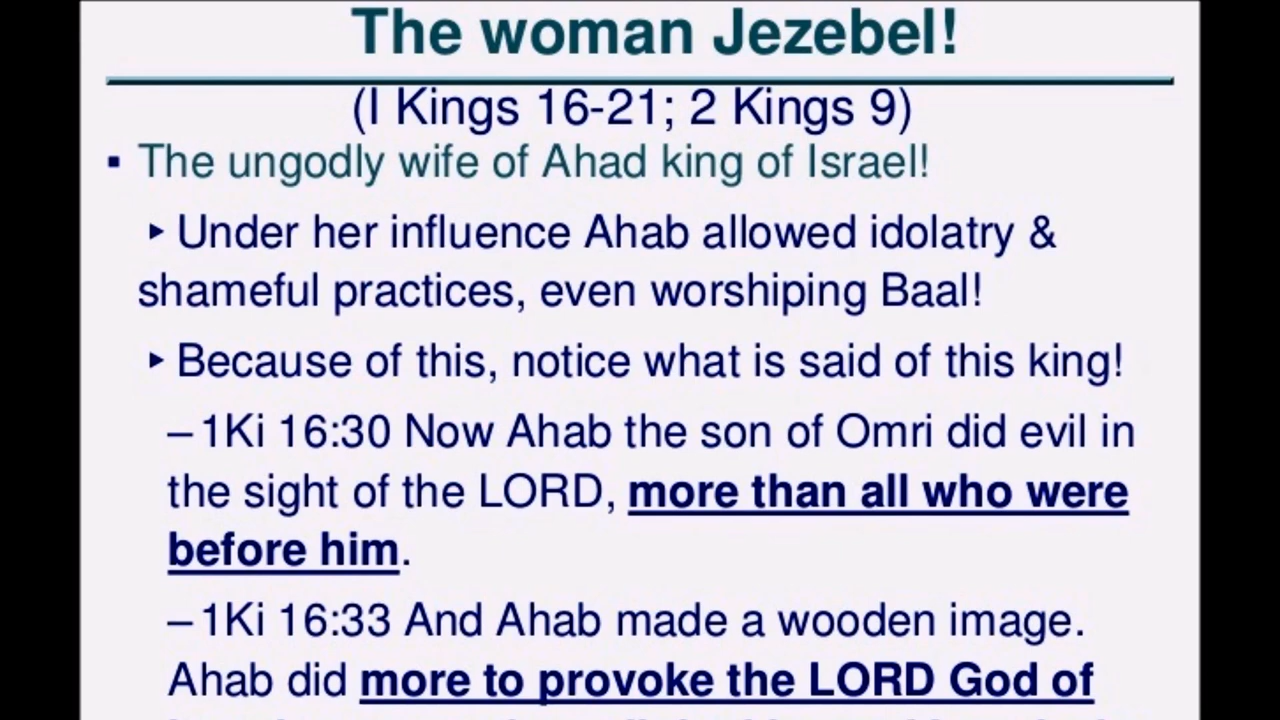 The woman Jezebel!
(I Kings 16-21; 2 Kings 9)
▪ The ungodly wife of Ahad king of Israel!
‣ Under her influence Ahab allowed idolatry &
shameful practices, even worshiping Baal!
‣ Because of this, notice what is said of this king!
– 1Ki 16:30 Now Ahab the son of Omri did evil in
the sight of the LORD, more than all who were
before him.
– 1Ki 16:33 And Ahab made a wooden image.
Ahab did more to provoke the LORD God of